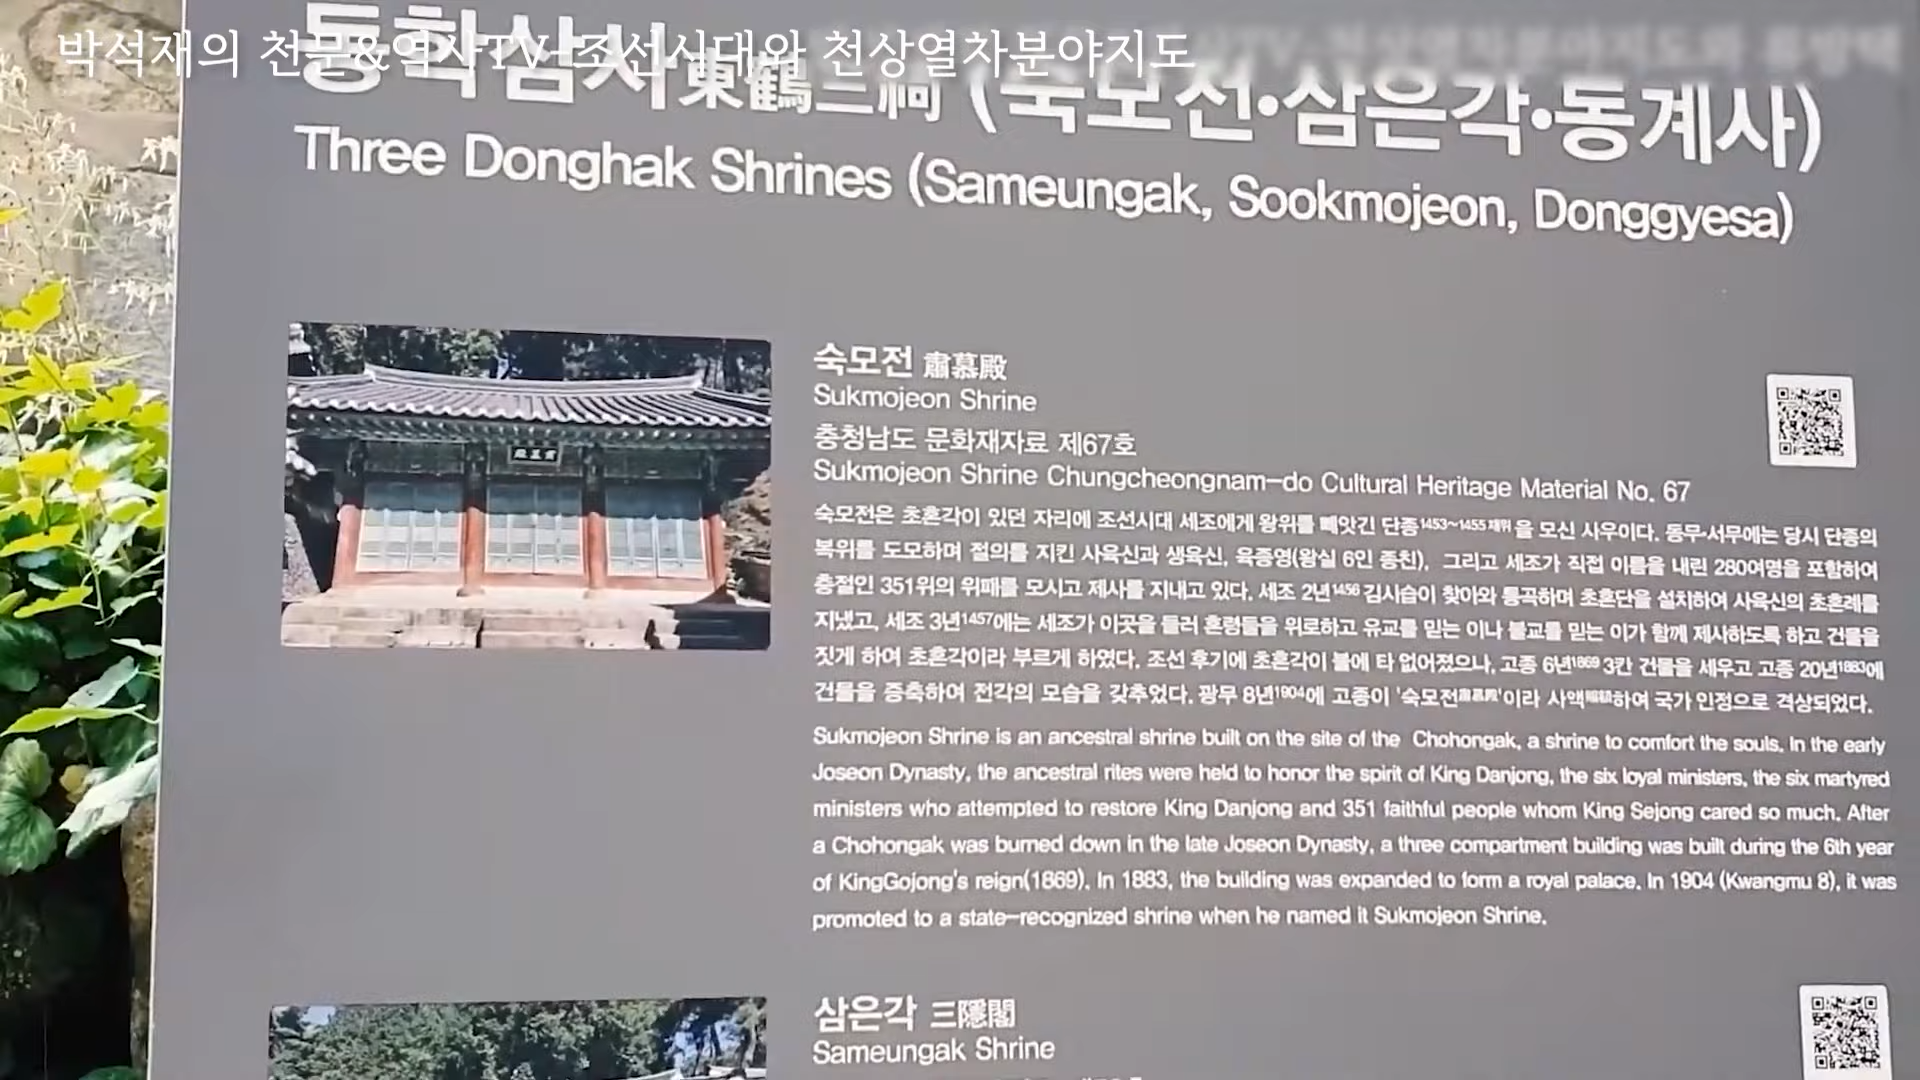 박석재의 천문&역사TV-조선시대와 천상열차분야지도
동학삼사東鶴三祠 (숙모전•삼은각•동계사)
Three Donghak Shrines (Sameungak, Sookmojeon, Donggyesa)
숙모전 肅慕殿
Sukmojeon Shrine
충청남도 문화재자료 제67호
Sukmojeon Shrine Chungcheongnam-do Cultural Heritage Material No. 67
숙모전은 초혼각이 있던 자리에 조선시대 세조에게 왕위를 빼앗긴 단종1453~1455 재위을 모신 사우이다. 동무·서무에는 당시 단종의
복위를 도모하며 절의를 지킨 사육신과 생육신, 육종영(왕실 6인 종친), 그리고 세조가 직접 이름을 내린 280여명을 포함하여
충절인 351위의 위패를 모시고 제사를 지내고 있다. 세조 2년1456 김시습이 찾아와 통곡하며 초혼단을 설치하여 사육신의 초혼례를
지냈고, 세조 3년1457에는 세조가 이곳을 들러 혼령들을 위로하고 유교를 믿는 이나 불교를 믿는 이가 함께 제사하도록 하고 건물을
짓게 하여 초혼각이라 부르게 하였다. 조선 후기에 초혼각이 불에 타 없어졌으나, 고종 6년1869 3칸 건물을 세우고 고종 20년1883에
건물을 증축하여 전각의 모습을 갖추었다. 광무 8년1904에 고종이 '숙모전肅慕殿'이라 사액하여 국가 인정으로 격상되었다.
Sukmojeon Shrine is an ancestral shrine built on the site of the Chohongak, a shrine to comfort the souls. In the early
Joseon Dynasty, the ancestral rites were held to honor the spirit of King Danjong, the six loyal ministers, the six martyred
ministers who attempted to restore King Danjong and 351 faithful people whom King Sejong cared so much. After
a Chohongak was burned down in the late Joseon Dynasty, a three compartment building was built during the 6th year
of KingGojong's reign(1869). In 1883, the building was expanded to form a royal palace. In 1904 (Kwangmu 8), it was
promoted to a state-recognized shrine when he named it Sukmojeon Shrine.
삼은각 三隱閣
Sameungak Shrine